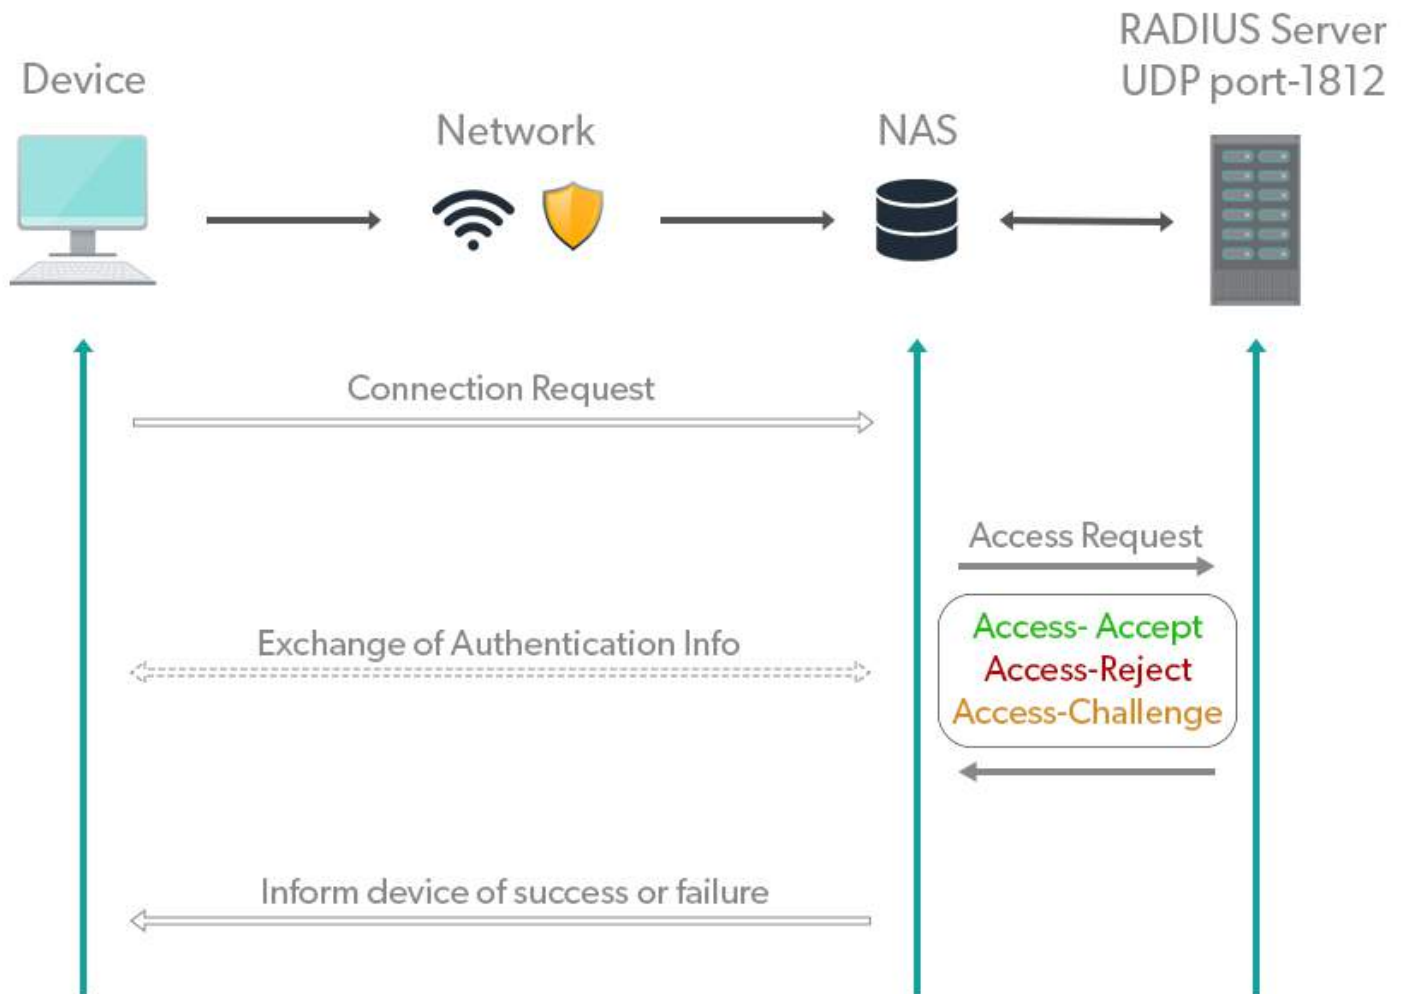 RADIUS Server
UDP port-1812
Device
Network
NAS
Connection Request
Access Request
Access- Accept
Exchange of Authentication Info
Access-Reject
Access-Challenge
Inform device of success or failure